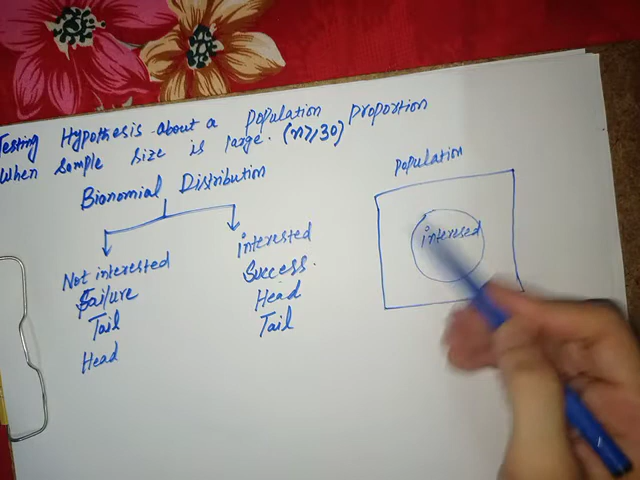 Testing Hypothesis about a population proportion
When sample size is large. (n≥30)
Binomial Distribution
Not interested
Failure
Tail
Head
interested
Success.
Head
Tail
Population
interesed